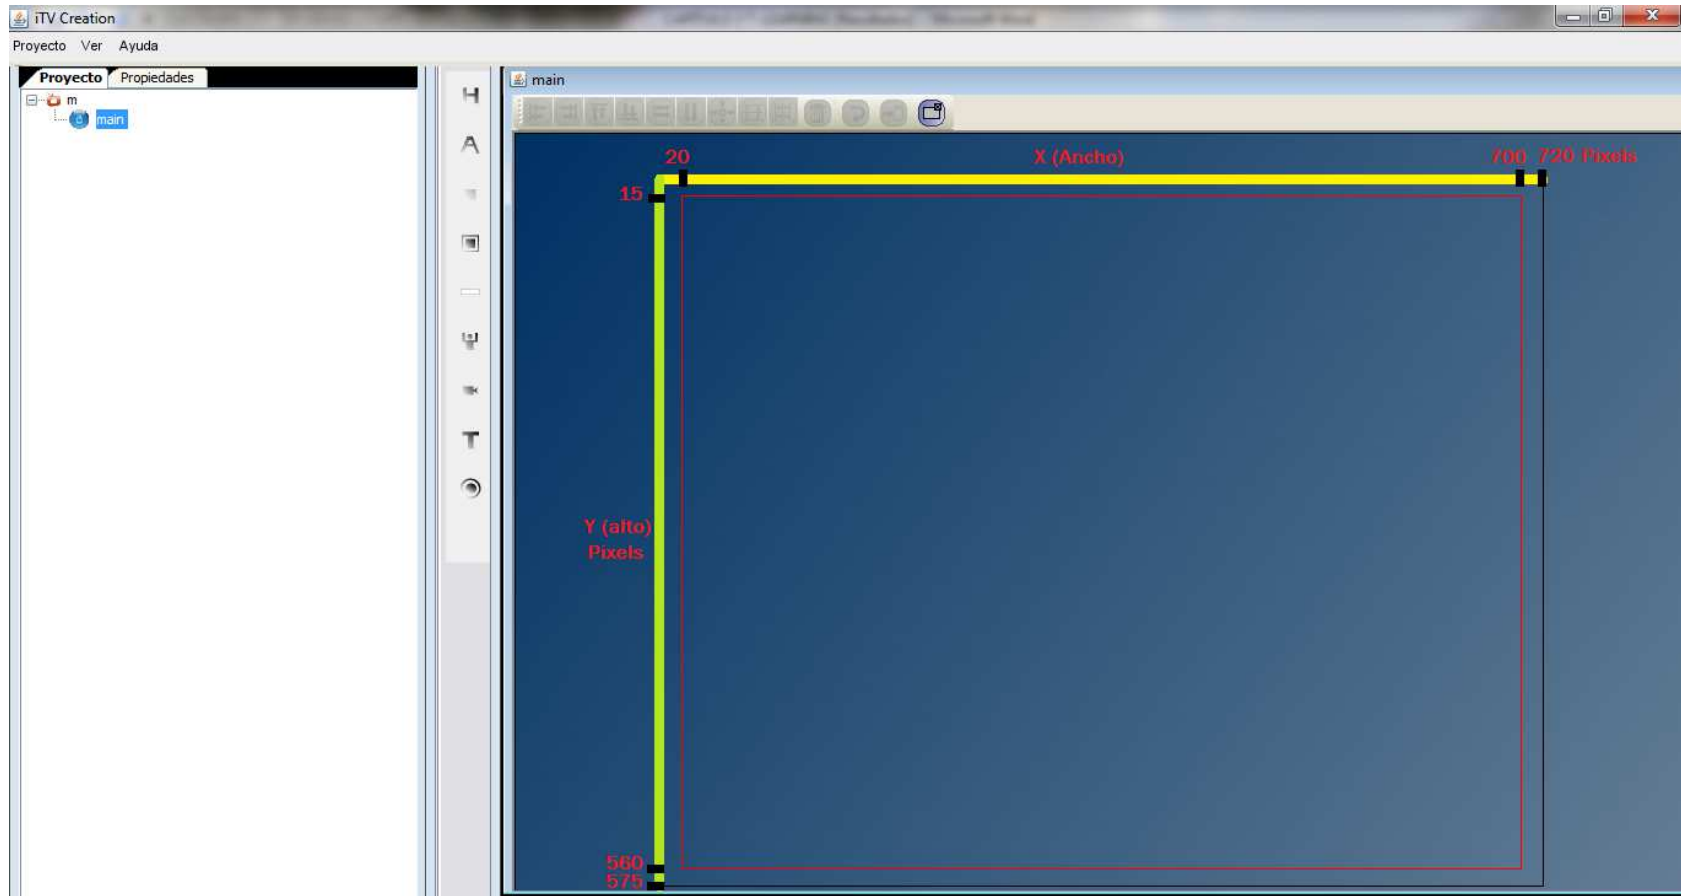 iTV Creation
Proyecto Ver Ayuda
Proyecto Propiedades
m
main
H
A
T
main
20 X (Ancho) 700 720 Pixels
15
Y (alto)
Pixels
560
575